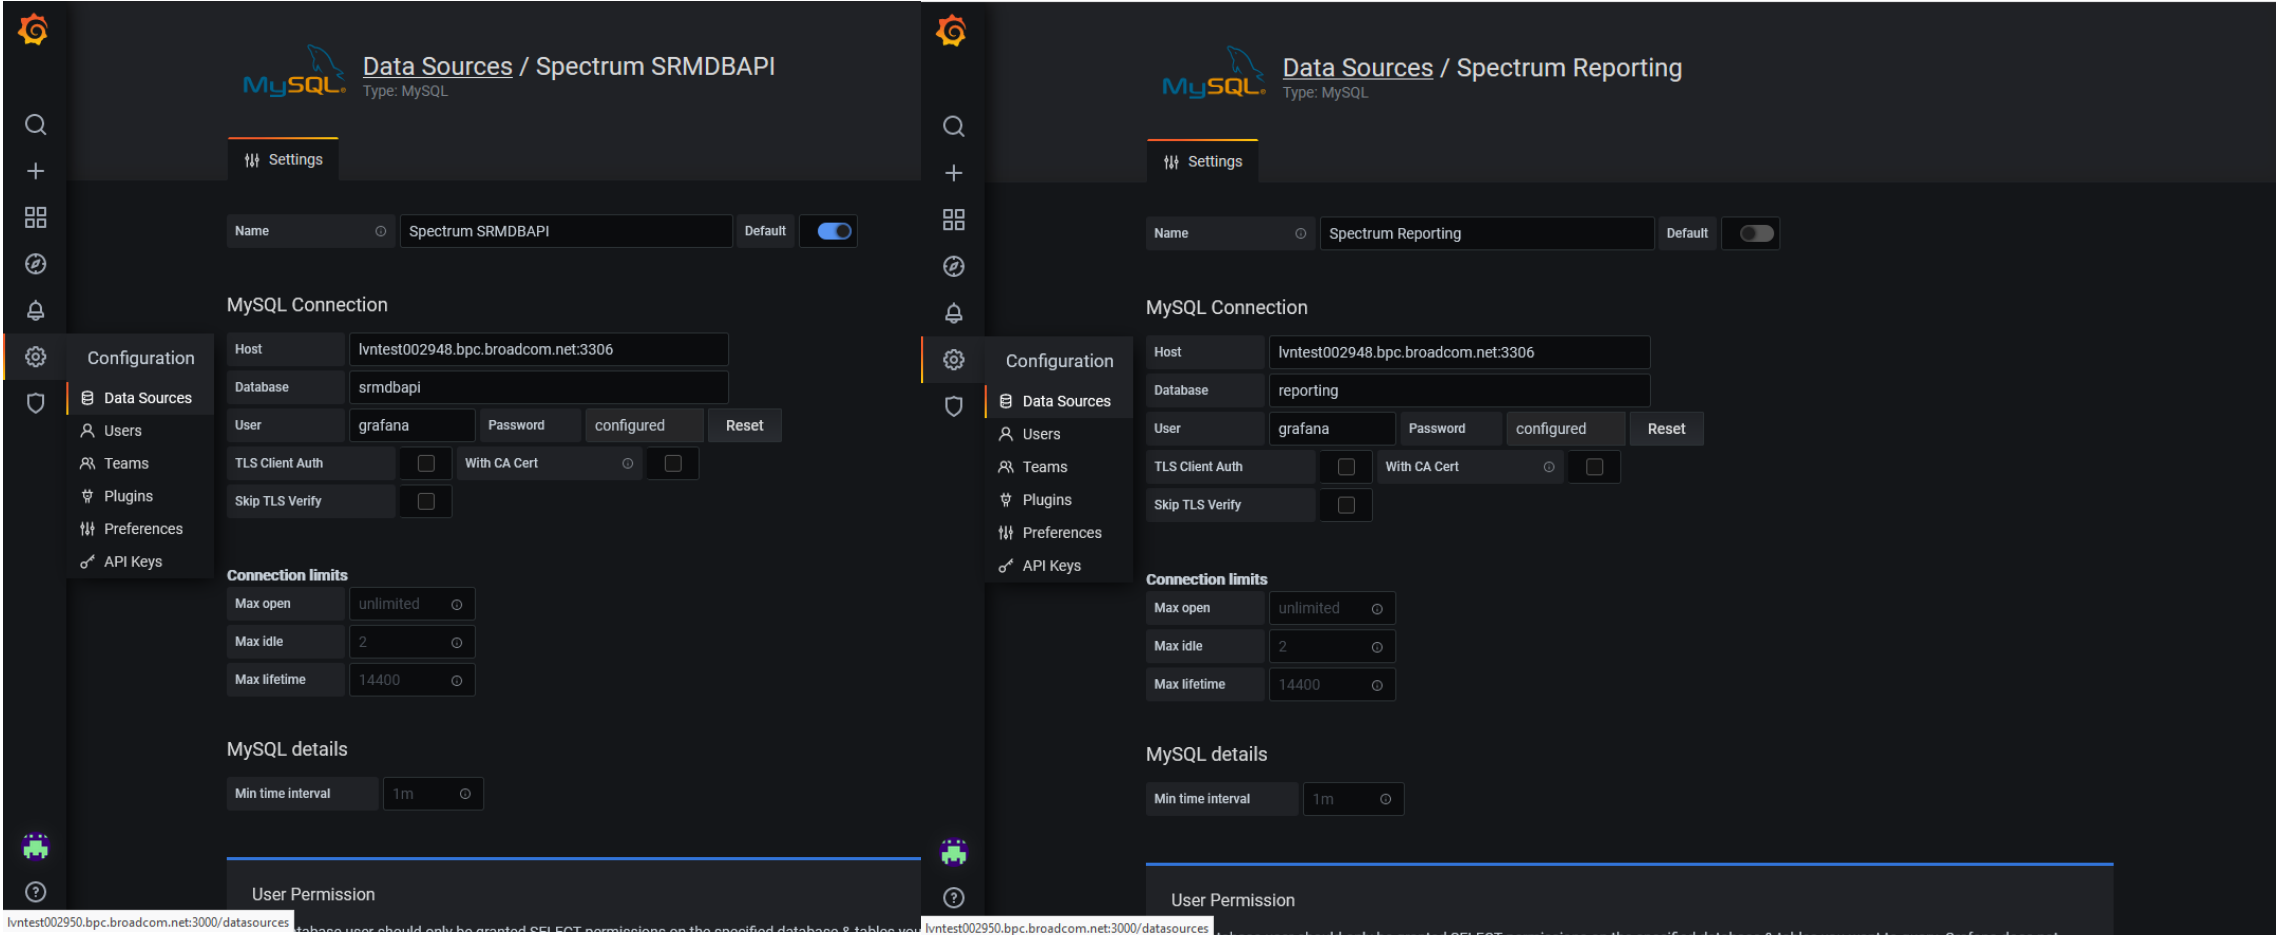 MySQL®
Data Sources / Spectrum SRMDBAPI
Type: MySQL
Settings
Name
Spectrum SRMDBAPI
Default
MySQL Connection
Host
lvntest002948.bpc.broadcom.net:3306
Database
srmdbapi
User
grafana
Password
configured
Reset
TLS Client Auth
With CA Cert
Skip TLS Verify
Configuration
Data Sources
Users
Teams
Plugins
Preferences
API Keys
Connection limits
Max open
unlimited
Max idle
2
Max lifetime
14400
MySQL details
Min time interval
1m
User Permission
lvntest002950.bpc.broadcom.net:3000/datasources
MySQL®
Data Sources / Spectrum Reporting
Type: MySQL
Settings
Name
Spectrum Reporting
Default
MySQL Connection
Host
lvntest002948.bpc.broadcom.net:3306
Database
reporting
User
grafana
Password
configured
Reset
TLS Client Auth
With CA Cert
Skip TLS Verify
Configuration
Data Sources
Users
Teams
Plugins
Preferences
API Keys
Connection limits
Max open
unlimited
Max idle
2
Max lifetime
14400
MySQL details
Min time interval
1m
User Permission
lvntest002950.bpc.broadcom.net:3000/datasources